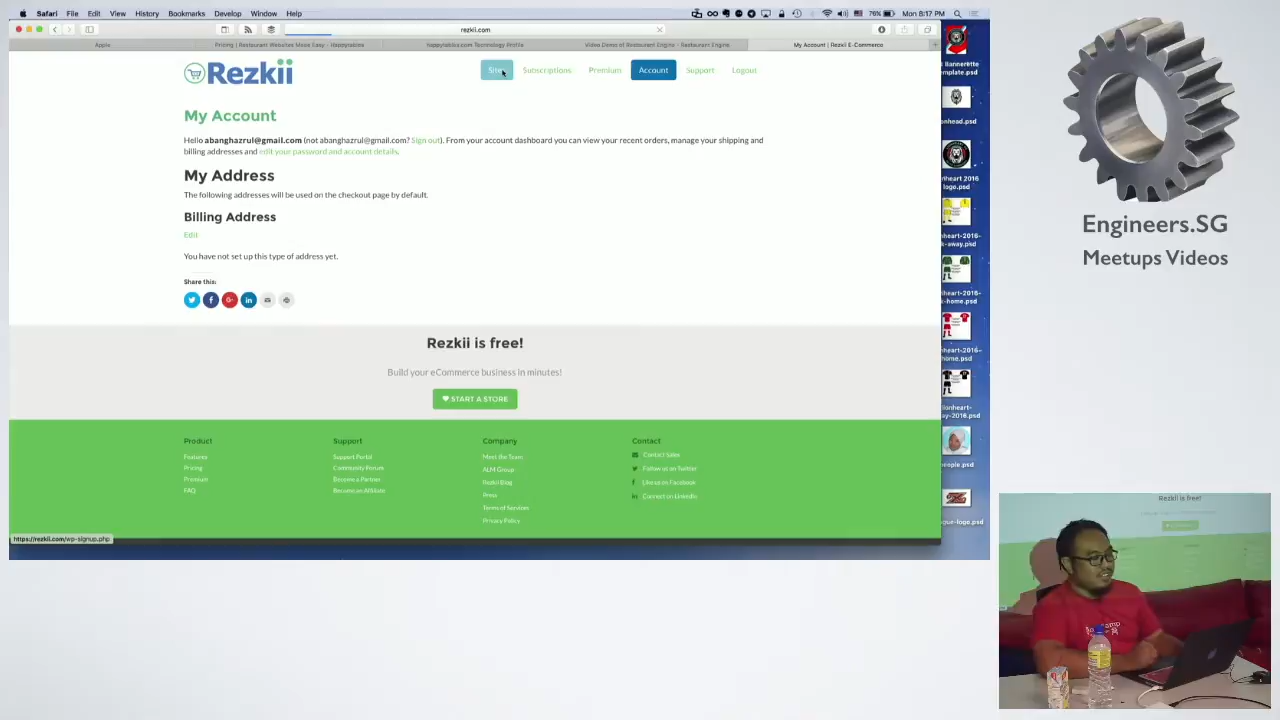 Safari File Edit View History Bookmarks Window Help
76% Mon 8:17 PM
rezkii.com
Apple
Pricing | Restaurant Websites Made Easy - Happytables
happytables.com Technology Profile
Video Demo of Restaurant Engine - Restaurant Engine
My Account | Rezkii E-Commerce
Rezkii
Subscriptions
Premium
Account
Support
Logout
My Account
Hello abanghazrul@gmail.com (not abanghazrul@gmail.com? Sign out). From your account dashboard you can view your recent orders, manage your shipping and
billing addresses and edit your password and account details.
My Address
The following addresses will be used on the checkout page by default.
Billing Address
Edit
You have not set up this type of address yet.
Share this:
Rezkii is free!
Build your eCommerce business in minutes!
START A STORE
Product
Features
Pricing
Premium
FAQ
Support
Support Portal
Community Forum
Become a Partner
Become an Affiliate
Company
Meet the Team
ALM Group
Rezkii Blog
Press
Terms of Services
Privacy Policy
Contact
Contact Sales
Follow us on Twitter
Like us on Facebook
Connect on LinkedIn
https://rezkii.com/wp-signup.php
Engineers.SG
Meetups Videos
Rezkii is free!